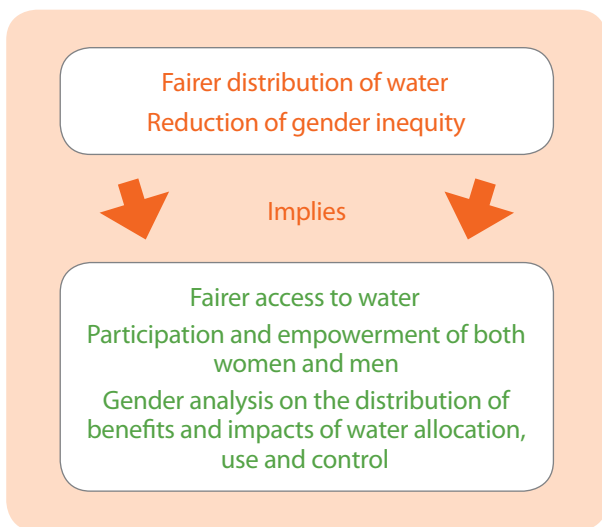 Fairer distribution of water
Reduction of gender inequity
Implies
Fairer access to water
Participation and empowerment of both
women and men
Gender analysis on the distribution of
benefits and impacts of water allocation,
use and control